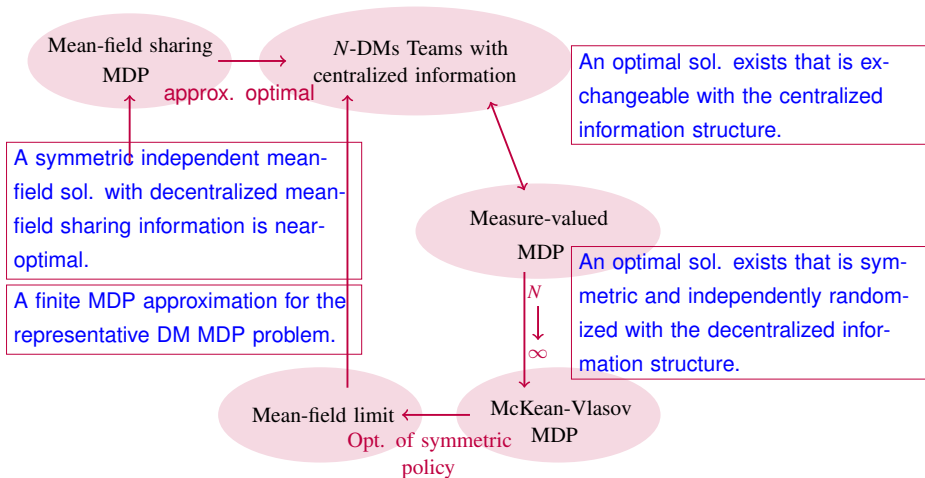 Mean-field sharing
MDP
N-DMs Teams with
centralized information
approx. optimal
An optimal sol. exists that is ex-
changeable with the centralized
information structure.
A symmetric independent mean-
field sol. with decentralized mean-
field sharing information is near-
optimal.
Measure-valued
MDP
An optimal sol. exists that is sym-
metric and independently random-
ized with the decentralized infor-
mation structure.
A finite MDP approximation for the
representative DM MDP problem.
N
∞
Mean-field limit
McKean-Vlasov
MDP
Opt. of symmetric
policy